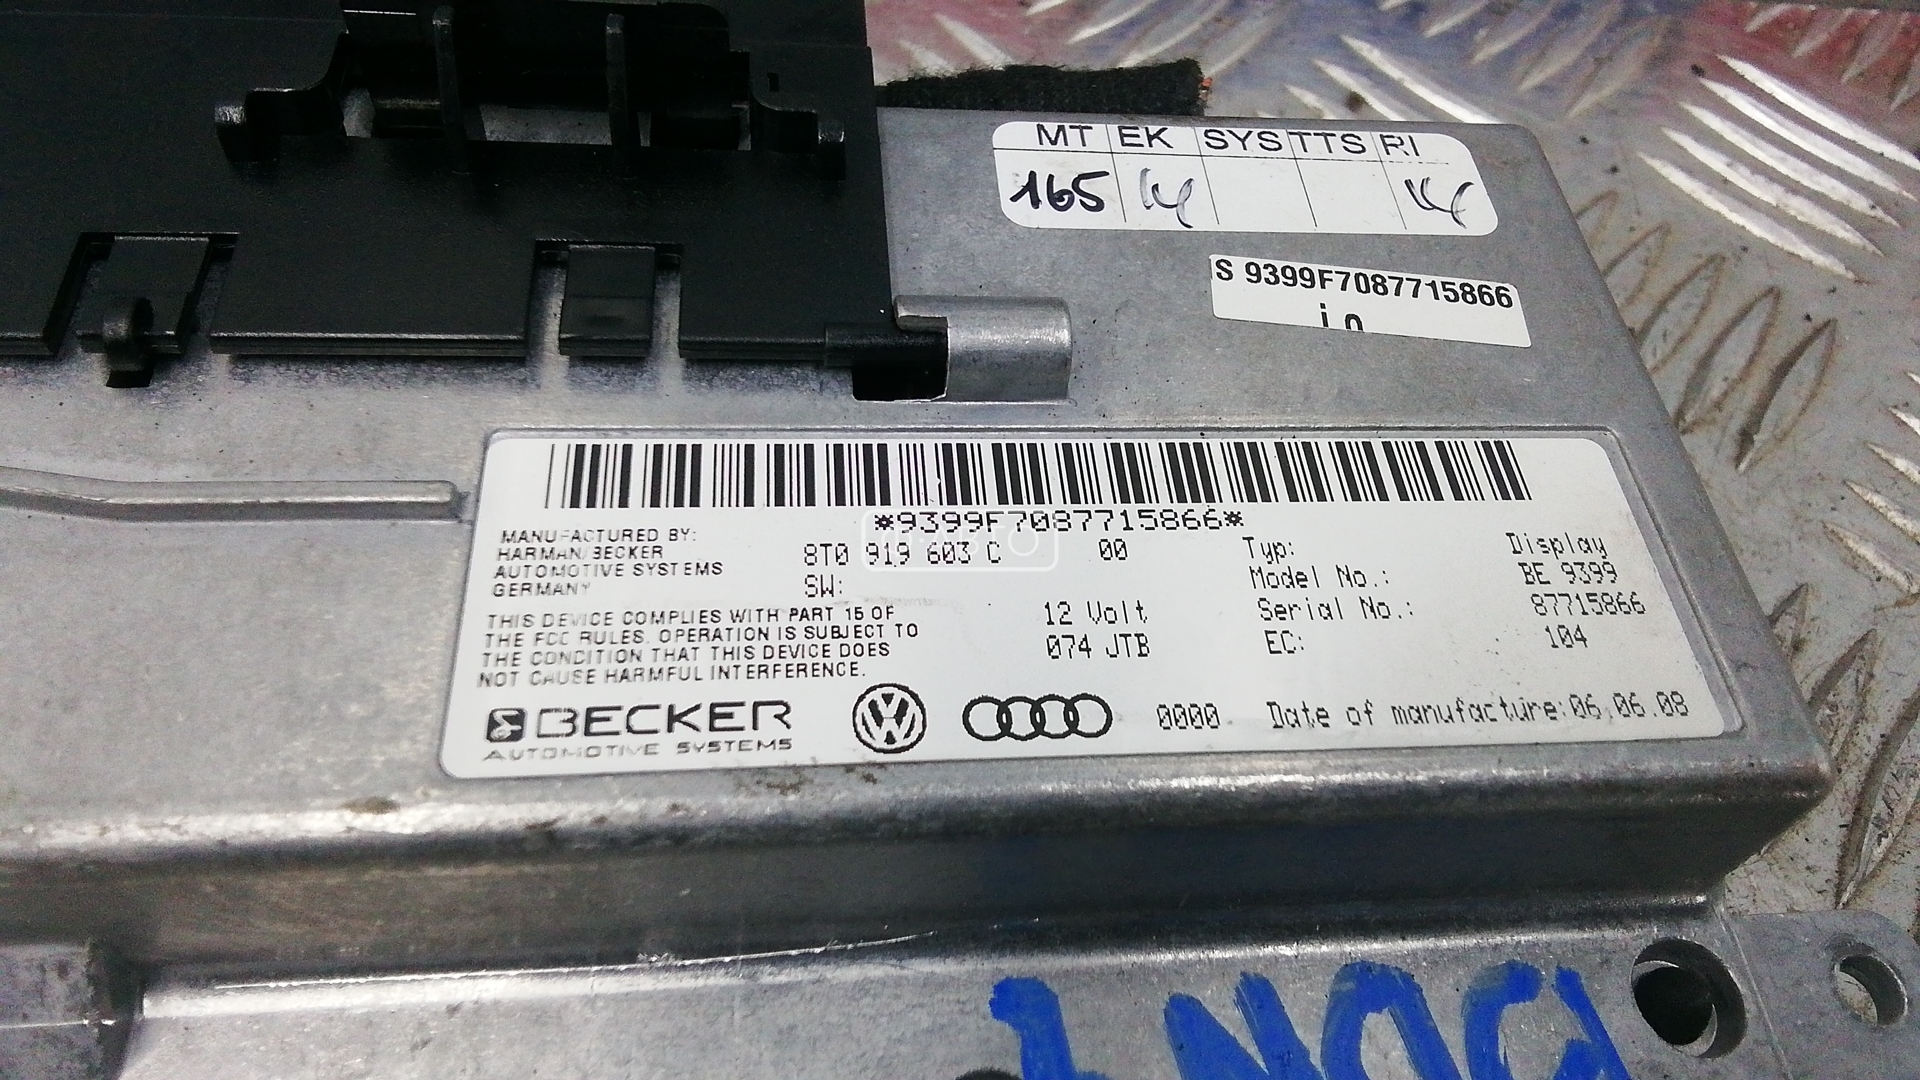 MT EK SYS TTS RI
165
S 9399F7087715866
i.o
*9399F7087715866*
MANUFACTURED BY:
HARMAN/BECKER
AUTOMOTIVE SYSTEMS
GERMANY
8T0 919 603 C 00
SW:
Typ: Display
Model No.: BE 9399
Serial No.: 87715866
EC: 104
12 Volt
074 JTB
THIS DEVICE COMPLIES WITH PART 15 OF
THE FCC RULES. OPERATION IS SUBJECT TO
THE CONDITION THAT THIS DEVICE DOES
NOT CAUSE HARMFUL INTERFERENCE.
BECKER
AUTOMOTIVE SYSTEMS
0000
Date of manufacture:06.06.08